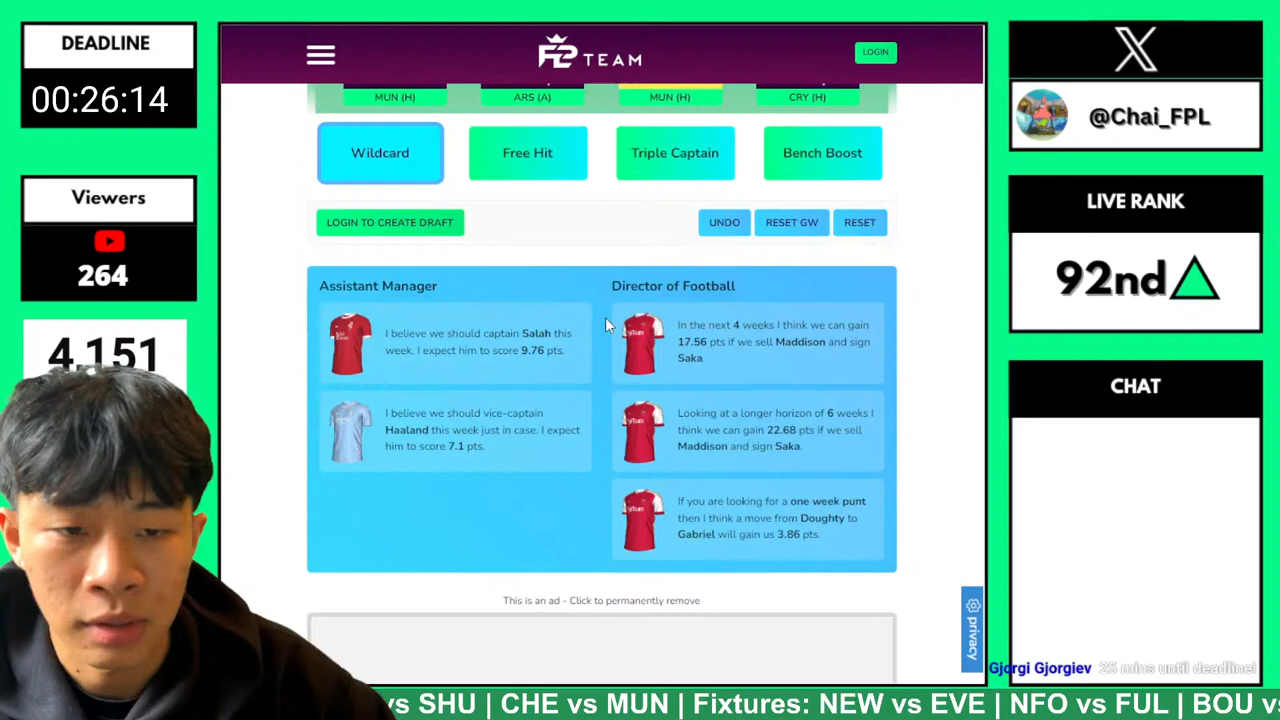 DEADLINE
00:26:14
Viewers
264
4,151
TEAM
LOGIN
MUN (H)
ARS (A)
MUN (H)
CRY (H)
Wildcard
Free Hit
Triple Captain
Bench Boost
LOGIN TO CREATE DRAFT
UNDO
RESET GW
RESET
Assistant Manager
I believe we should captain Salah this
week. I expect him to score 9.76 pts.
I believe we should vice-captain
Haaland this week just in case. I expect
him to score 7.1 pts.
Director of Football
In the next 4 weeks I think we can gain
17.56 pts if we sell Maddison and sign
Saka.
Looking at a longer horizon of 6 weeks I
think we can gain 22.68 pts if we sell
Maddison and sign Saka.
If you are looking for a one week punt
then I think a move from Doughty to
Gabriel will gain us 3.86 pts.
This is an ad - Click to permanently remove
privacy
X
@Chai_FPL
LIVE RANK
92nd
CHAT
Gjorgi Gjorgiev 25 mins until deadline!
vs SHU | CHE vs MUN | Fixtures: NEW vs EVE | NFO vs FUL | BOU vs